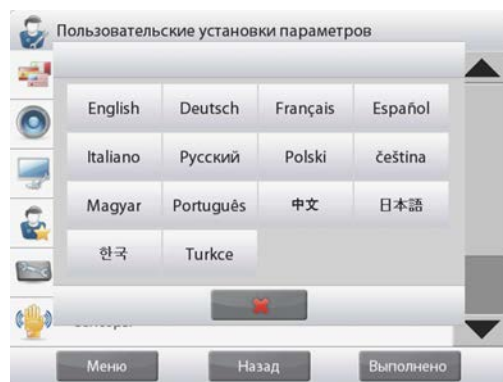 Пользовательские установки параметров
English Deutsch Français Español
Italiano Русский Polski čeština
Magyar Português 中文 日本語
한국 Turkce
Меню Назад Выполнено